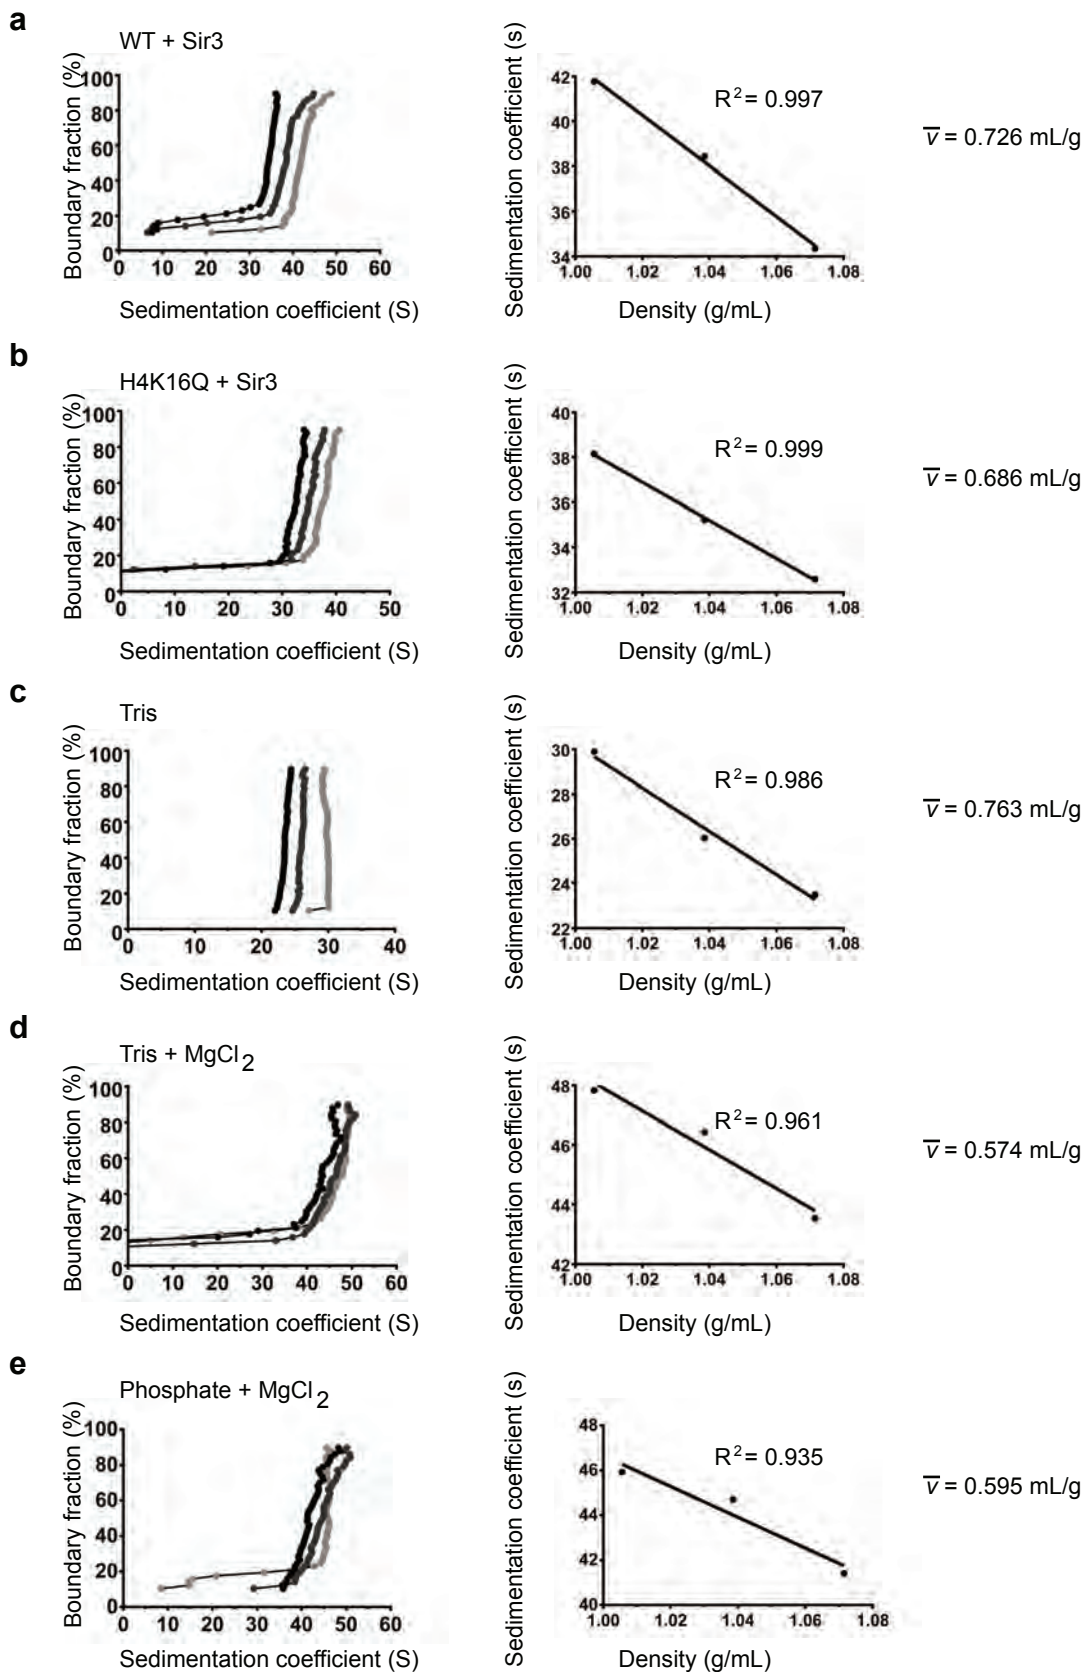 a
WT + Sir3
Boundary fraction (%)
100
80
60
40
20
0
0 10 20 30 40 50 60
Sedimentation coefficient (S)
Sedimentation coefficient (s)
42
40
38
36
34
1.00 1.02 1.04 1.06 1.08
Density (g/mL)
R² = 0.997
v̅ = 0.726 mL/g
b
H4K16Q + Sir3
Boundary fraction (%)
100
80
60
40
20
0
0 10 20 30 40 50
Sedimentation coefficient (S)
Sedimentation coefficient (s)
40
38
36
34
32
1.00 1.02 1.04 1.06 1.08
Density (g/mL)
R² = 0.999
v̅ = 0.686 mL/g
c
Tris
Boundary fraction (%)
100
80
60
40
20
0
0 10 20 30 40
Sedimentation coefficient (S)
Sedimentation coefficient (s)
30
28
26
24
22
1.00 1.02 1.04 1.06 1.08
Density (g/mL)
R² = 0.986
v̅ = 0.763 mL/g
d
Tris + MgCl₂
Boundary fraction (%)
100
80
60
40
20
0
0 10 20 30 40 50 60
Sedimentation coefficient (S)
Sedimentation coefficient (s)
48
46
44
42
1.00 1.02 1.04 1.06 1.08
Density (g/mL)
R² = 0.961
v̅ = 0.574 mL/g
e
Phosphate + MgCl₂
Boundary fraction (%)
100
80
60
40
20
0
0 10 20 30 40 50 60
Sedimentation coefficient (S)
Sedimentation coefficient (s)
48
46
44
42
40
1.00 1.02 1.04 1.06 1.08
Density (g/mL)
R² = 0.935
v̅ = 0.595 mL/g